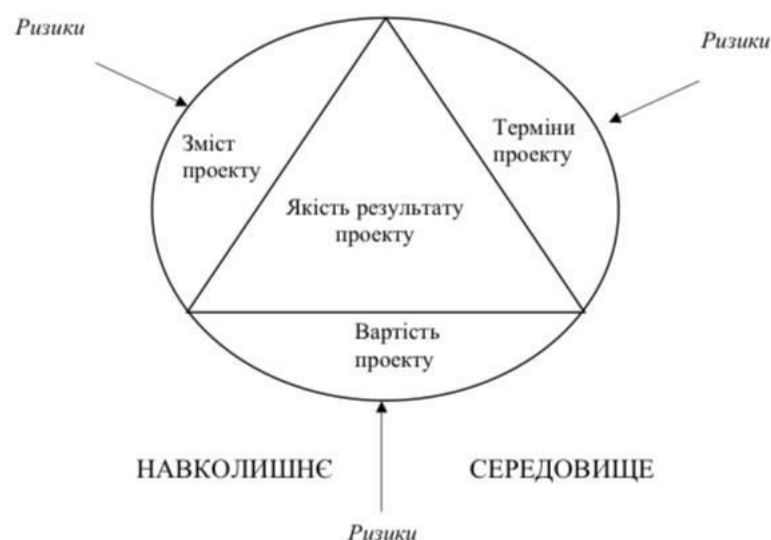 Ризики
Ризики
Зміст
проекту
Терміни
проекту
Якість результату
проекту
Вартість
проекту
НАВКОЛИШНЄ СЕРЕДОВИЩЕ
Ризики